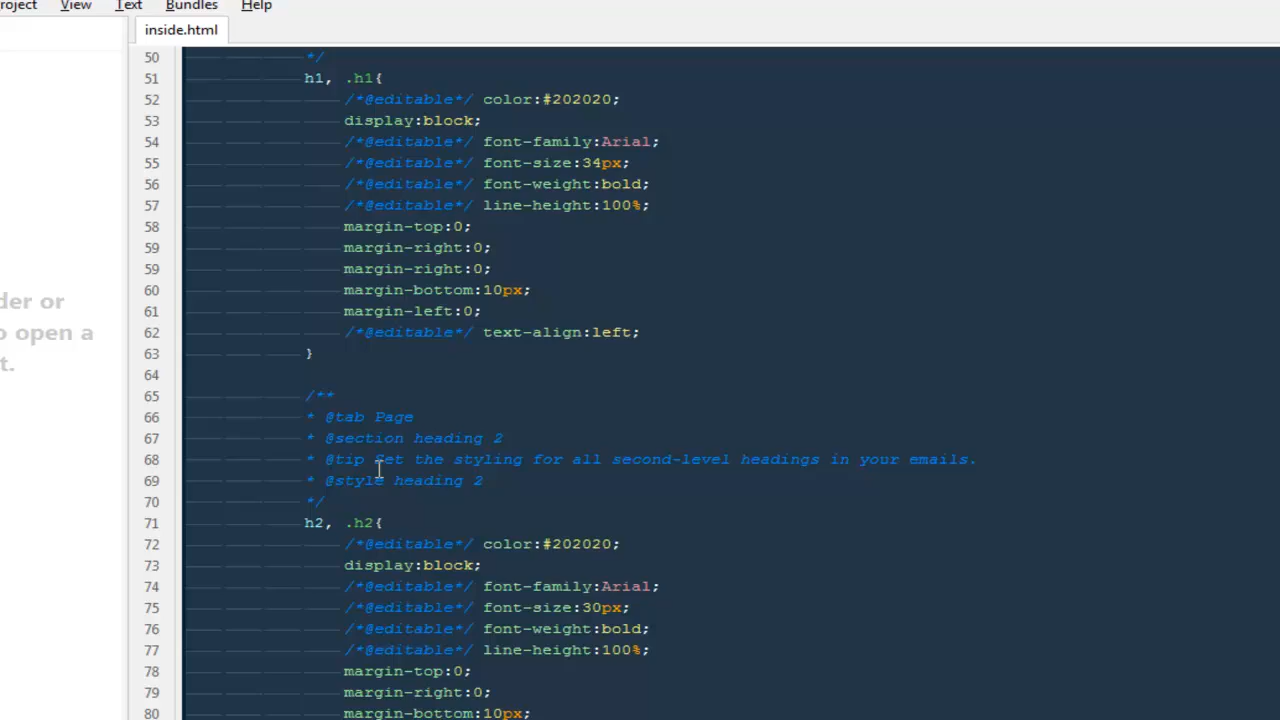 roject View Text Bundles Help
inside.html
der or
o open a
t.
50 */
51 h1, .h1{
52 /*@editable*/ color:#202020;
53 display:block;
54 /*@editable*/ font-family:Arial;
55 /*@editable*/ font-size:34px;
56 /*@editable*/ font-weight:bold;
57 /*@editable*/ line-height:100%;
58 margin-top:0;
59 margin-right:0;
59 margin-right:0;
60 margin-bottom:10px;
61 margin-left:0;
62 /*@editable*/ text-align:left;
63 }
64
65 /**
66 * @tab Page
67 * @section heading 2
68 * @tip Set the styling for all second-level headings in your emails.
69 * @style heading 2
70 */
71 h2, .h2{
72 /*@editable*/ color:#202020;
73 display:block;
74 /*@editable*/ font-family:Arial;
75 /*@editable*/ font-size:30px;
76 /*@editable*/ font-weight:bold;
77 /*@editable*/ line-height:100%;
78 margin-top:0;
79 margin-right:0;
80 margin-bottom:10px;